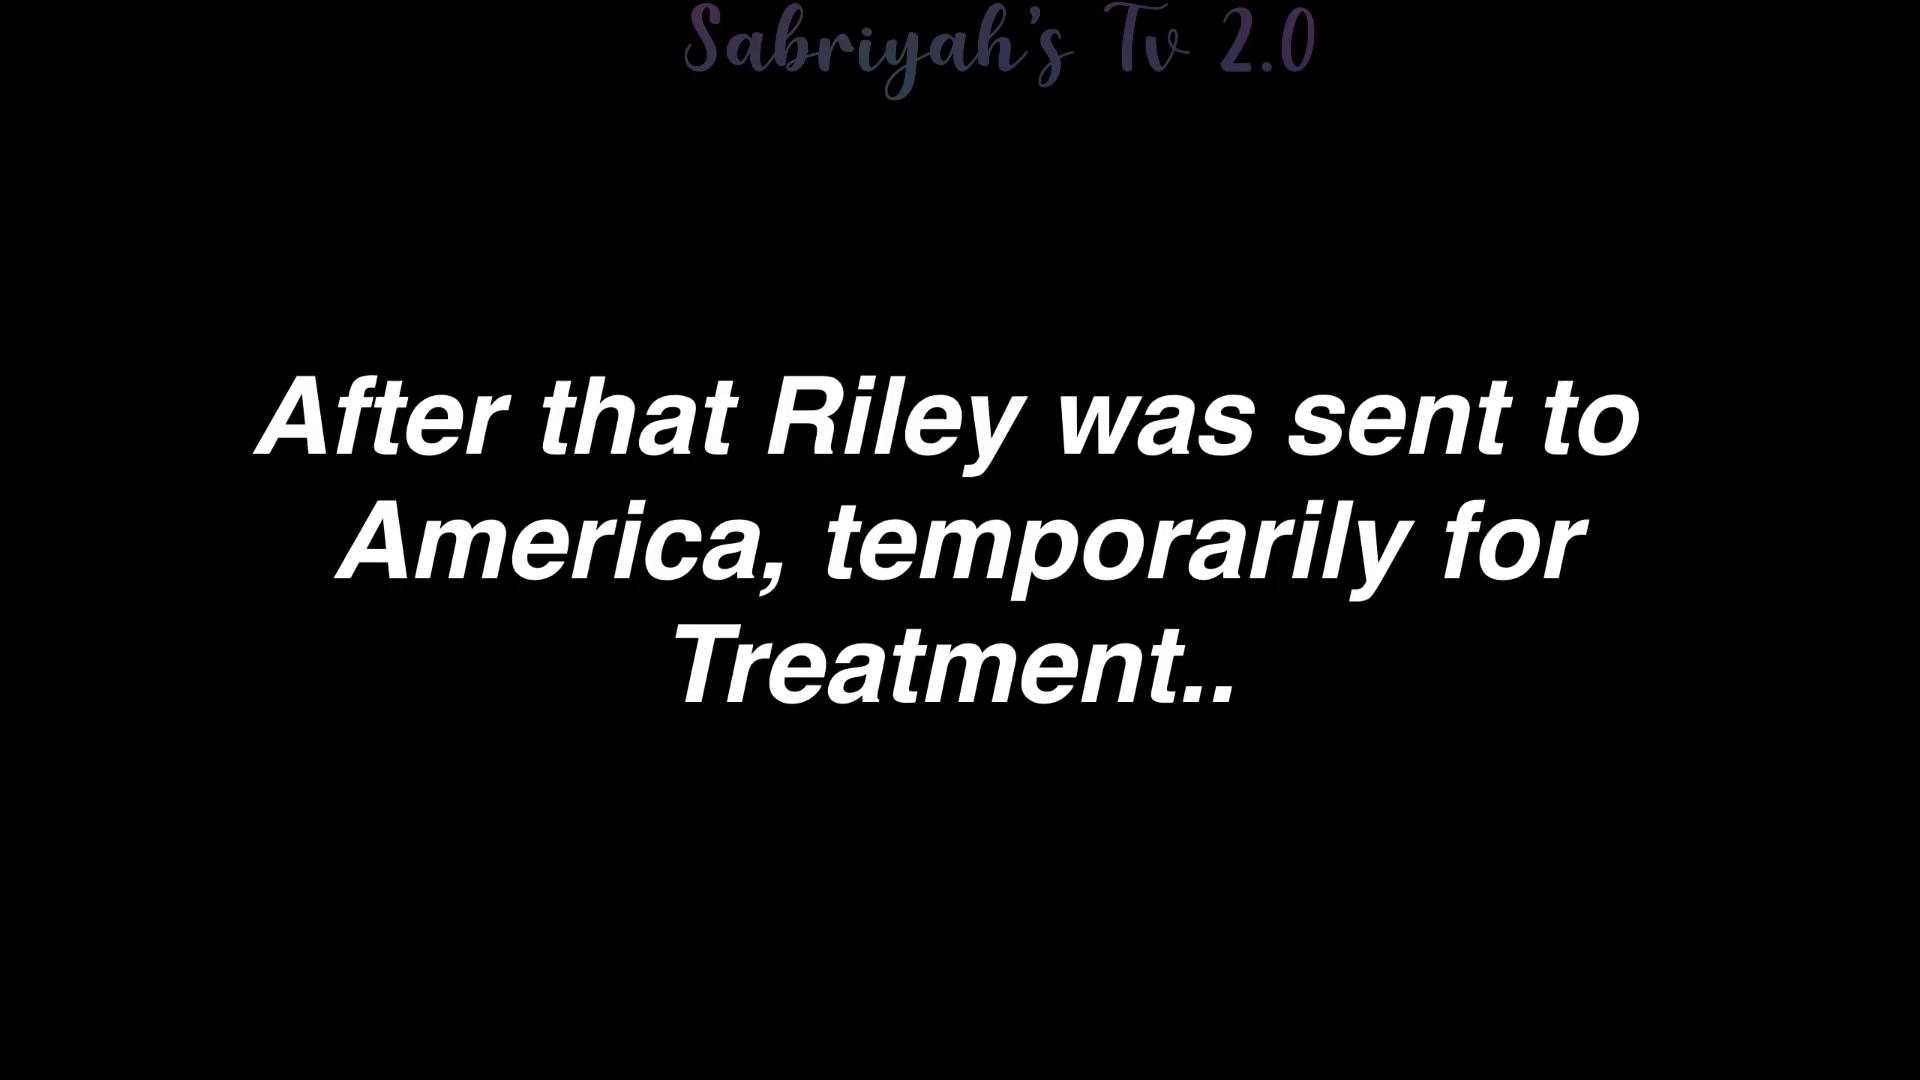 Sabriyah's Tv 2.0
After that Riley was sent to
America, temporarily for
Treatment..